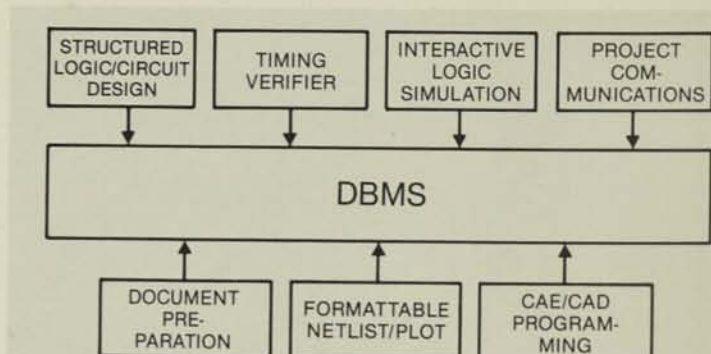 STRUCTURED
LOGIC/CIRCUIT
DESIGN
TIMING
VERIFIER
INTERACTIVE
LOGIC
SIMULATION
PROJECT
COM-
MUNICATIONS
DBMS
DOCUMENT
PRE-
PARATION
FORMATTABLE
NETLIST/PLOT
CAE/CAD
PROGRAM-
MING